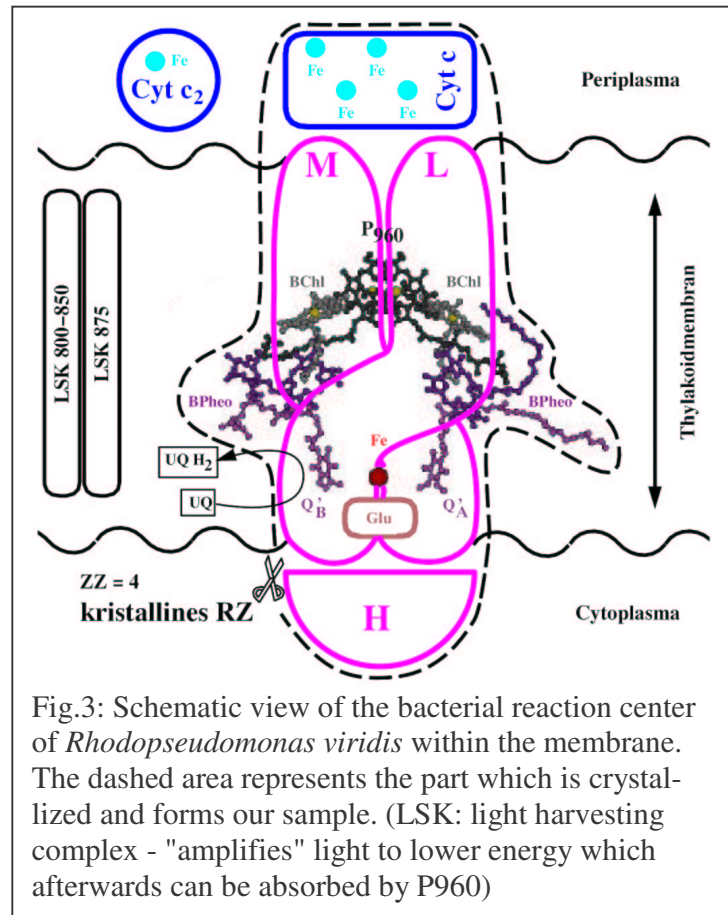 Fe
Cyt c₂
Fe
Fe
Fe
Fe
Cyt c
Periplasma
M
L
P960
BChl
BChl
LSK 800-850
LSK 875
Thylakoidmembran
BPheo
BPheo
UQ H₂
UQ
Fe
Q'B
Q'A
Glu
ZZ = 4
kristallines RZ
H
Cytoplasma
Fig.3: Schematic view of the bacterial reaction center
of Rhodopseudomonas viridis within the membrane.
The dashed area represents the part which is crystal-
lized and forms our sample. (LSK: light harvesting
complex - "amplifies" light to lower energy which
afterwards can be absorbed by P960)